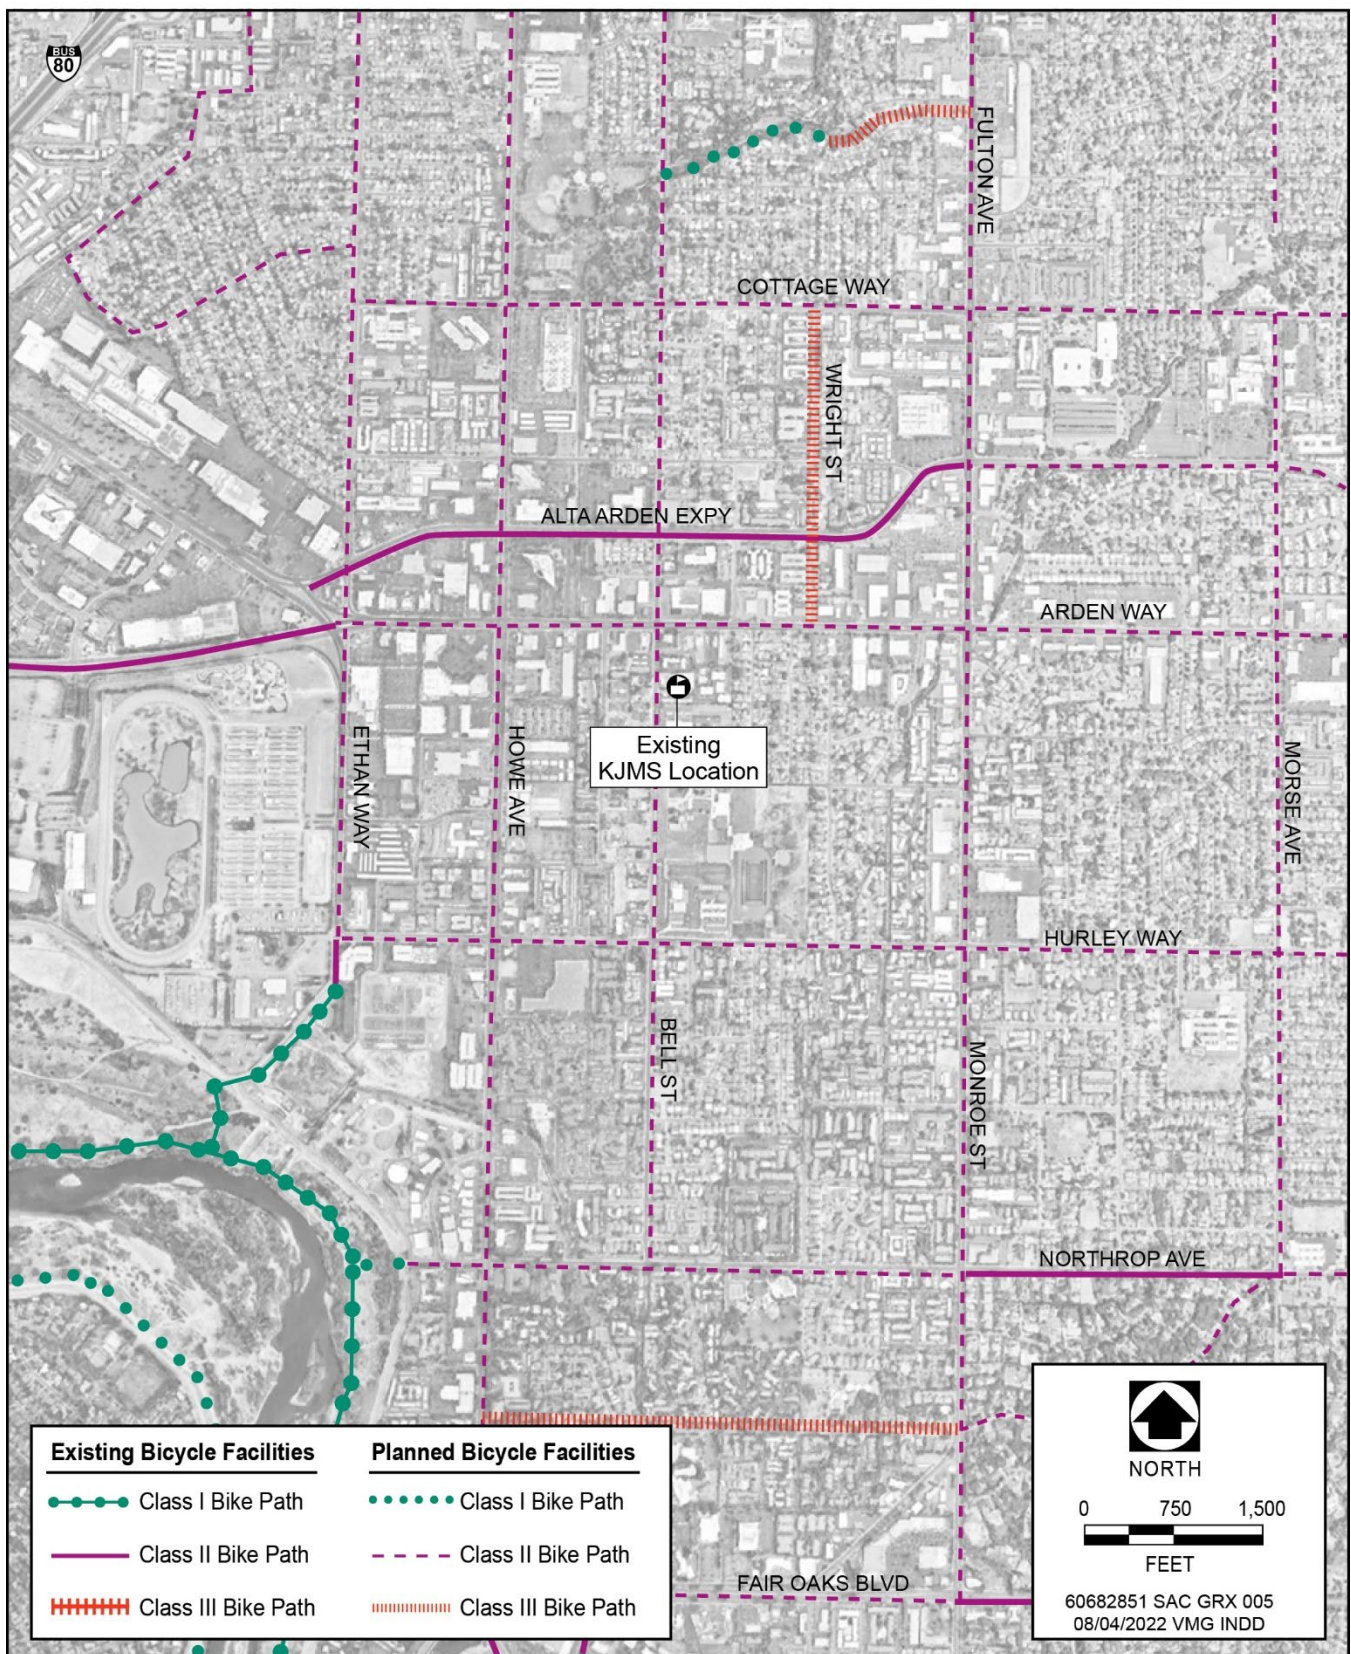 BUS
80
FULTON AVE
COTTAGE WAY
WRIGHT ST
ALTA ARDEN EXPY
ARDEN WAY
Existing
KJMS Location
ETHAN WAY
HOWE AVE
MORSE AVE
HURLEY WAY
BELL ST
MONROE ST
NORTHROP AVE
FAIR OAKS BLVD
Existing Bicycle Facilities
Class I Bike Path
Class II Bike Path
Class III Bike Path
Planned Bicycle Facilities
Class I Bike Path
Class II Bike Path
Class III Bike Path
NORTH
0 750 1,500
FEET
60682851 SAC GRX 005
08/04/2022 VMG INDD